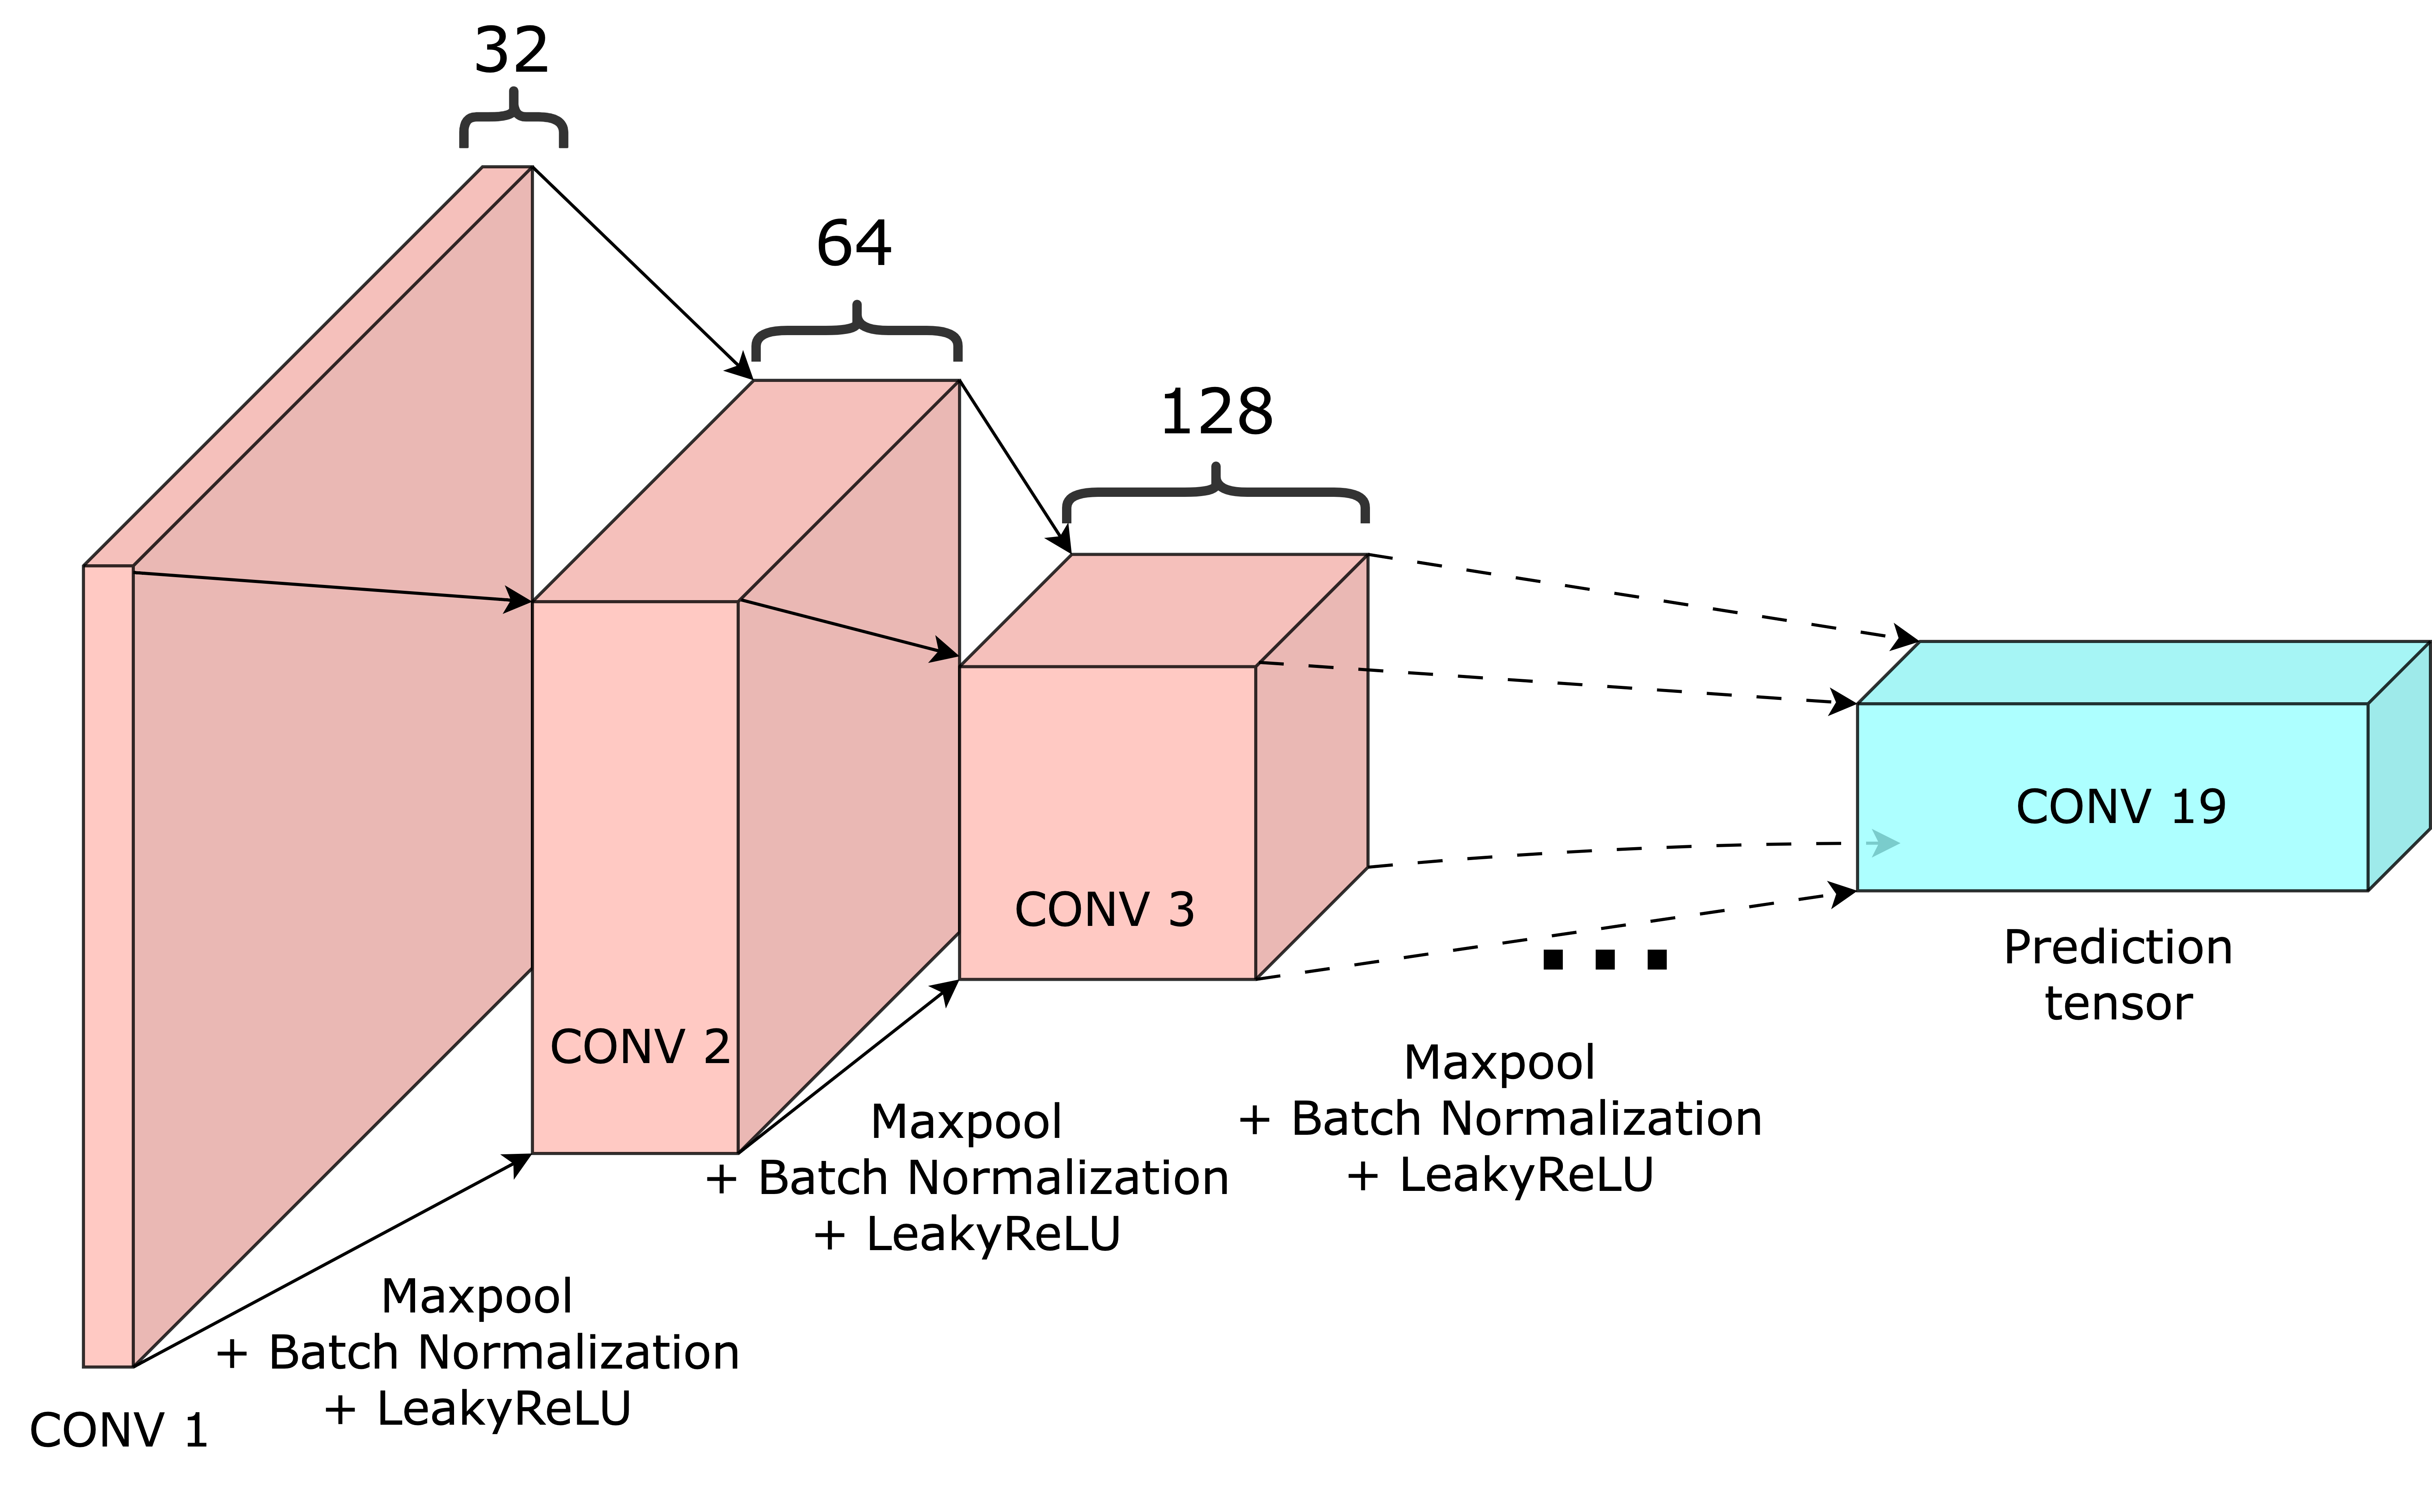 32
64
128
CONV 1
Maxpool
+ Batch Normalization
+ LeakyReLU
CONV 2
Maxpool
+ Batch Normalization
+ LeakyReLU
CONV 3
Maxpool
+ Batch Normalization
+ LeakyReLU
CONV 19
Prediction
tensor